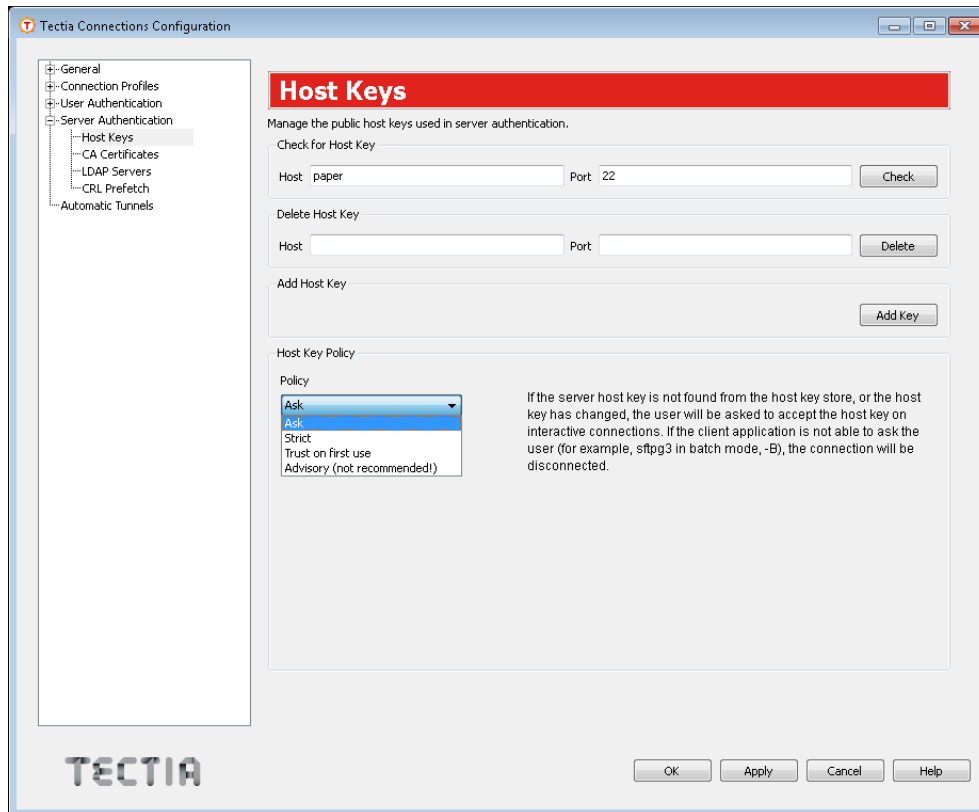 Tectia Connections Configuration
General
Connection Profiles
User Authentication
Server Authentication
Host Keys
CA Certificates
LDAP Servers
CRL Prefetch
Automatic Tunnels
Host Keys
Manage the public host keys used in server authentication.
Check for Host Key
Host paper Port 22 Check
Delete Host Key
Host Port Delete
Add Host Key
Add Key
Host Key Policy
Policy
Ask
Ask
Strict
Trust on first use
Advisory (not recommended!)
If the server host key is not found from the host key store, or the host
key has changed, the user will be asked to accept the host key on
interactive connections. If the client application is not able to ask the
user (for example, sftpg3 in batch mode, -B), the connection will be
disconnected.
TECTIA
OK Apply Cancel Help